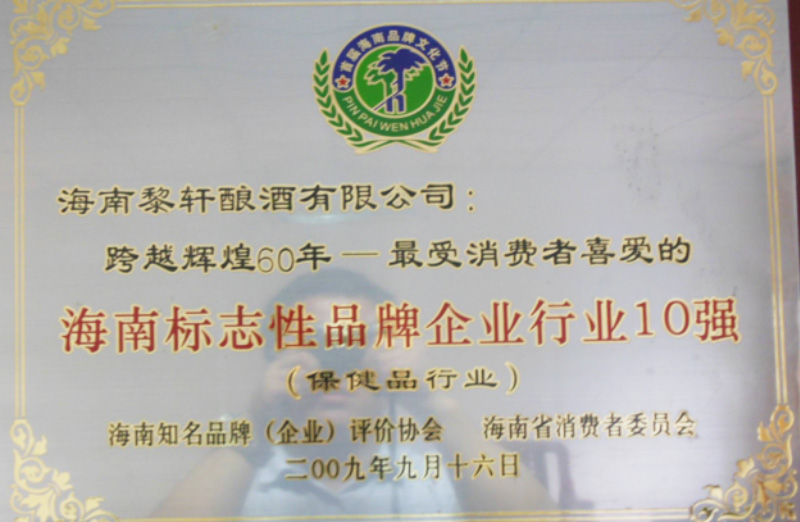 首届海南品牌文化节
PIN PAI WEN HUA JIE
海南黎轩酿酒有限公司：
跨越辉煌60年—最受消费者喜爱的
海南标志性品牌企业行业10强
（保健品行业）
海南知名品牌（企业）评价协会 海南省消费者委员会
二00九年九月十六日